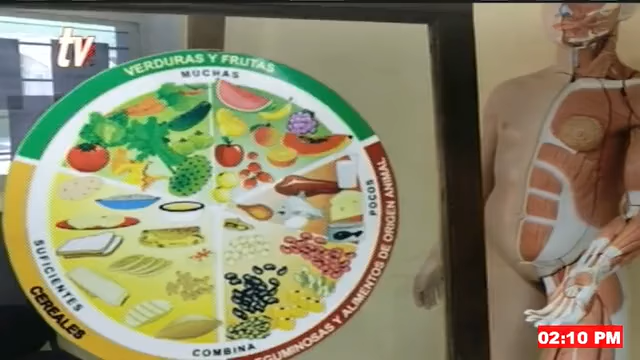 tv
VERDURAS Y FRUTAS
MUCHAS
POCOS
SUFICIENTES
CEREALES
COMBINA
LEGUMINOSAS Y ALIMENTOS DE ORIGEN ANIMAL
02:10 PM